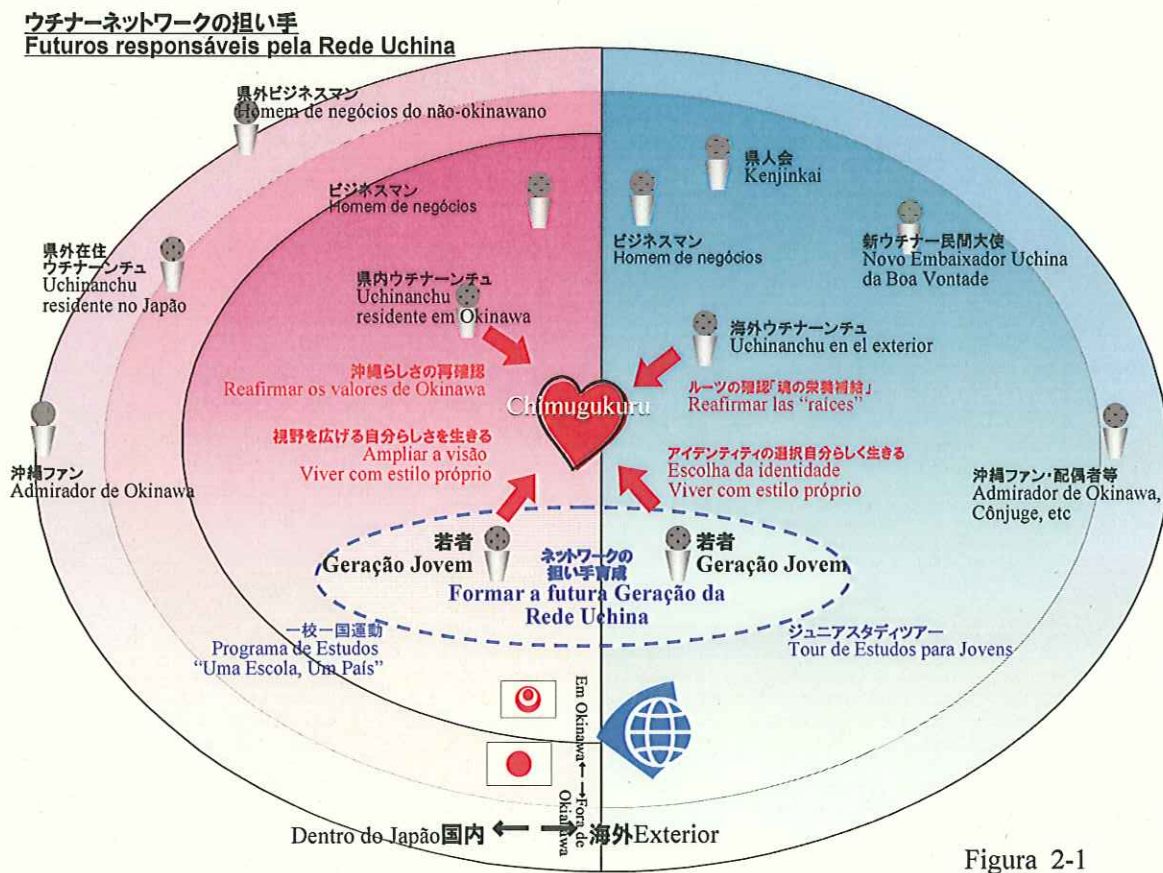 ウチナーネットワークの担い手
Futuros responsáveis pela Rede Uchina
県外ビジネスマン
Homem de negócios do não-okinawano
県人会
Kenjinkai
ビジネスマン
Homem de negócios
ビジネスマン
Homem de negócios
新ウチナー民間大使
Novo Embaixador Uchina
da Boa Vontade
県外在住
ウチナーンチュ
Uchinanchu
residente no Japão
県内ウチナーンチュ
Uchinanchu
residente em Okinawa
海外ウチナーンチュ
Uchinanchu en el exterior
沖縄らしさの再確認
Reafirmar os valores de Okinawa
Chimugukuru
ルーツの確認「魂の栄養補給」
Reafirmar las “raíces”
視野を広げる自分らしさを生きる
Ampliar a visão
Viver com estilo próprio
アイデンティティの選択自分らしく生きる
Escolha da identidade
Viver com estilo próprio
沖縄ファン
Admirador de Okinawa
沖縄ファン・配偶者等
Admirador de Okinawa,
Cônjuge, etc
若者
Geração Jovem
若者
Geração Jovem
ネットワークの
担い手育成
Formar a futura Geração da
Rede Uchina
一校一国運動
Programa de Estudos
“Uma Escola, Um País”
ジュニアスタディツアー
Tour de Estudos para Jovens
Em Okinawa ←
→ Fora de
Okianawa
Dentro do Japão国内 ← → 海外Exterior
Figura 2-1